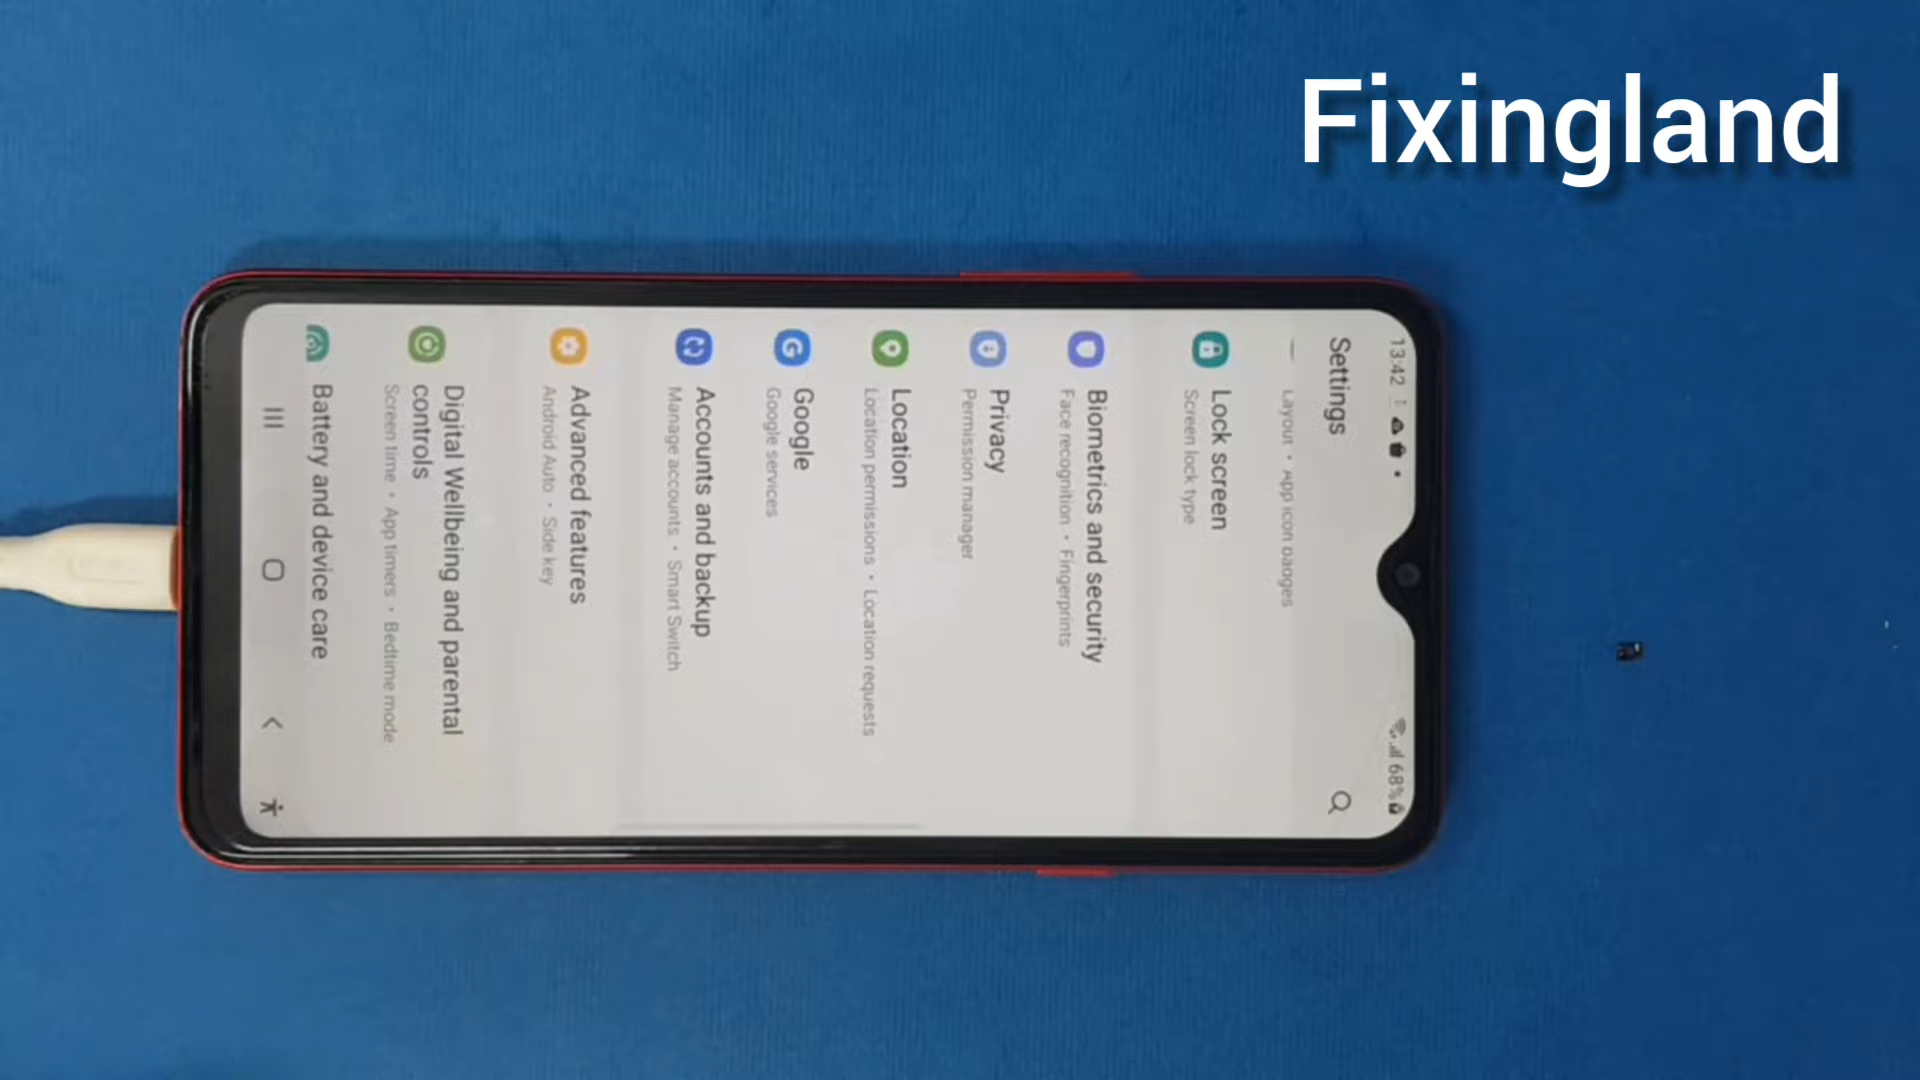 Fixingland
13:42
68%
Settings
Layout • App icon badges
Lock screen
Screen lock type
Biometrics and security
Face recognition • Fingerprints
Privacy
Permission manager
Location
Location permissions • Location requests
Google
Google services
Accounts and backup
Manage accounts • Smart Switch
Advanced features
Android Auto • Side key
Digital Wellbeing and parental
controls
Screen time • App timers • Bedtime mode
Battery and device care